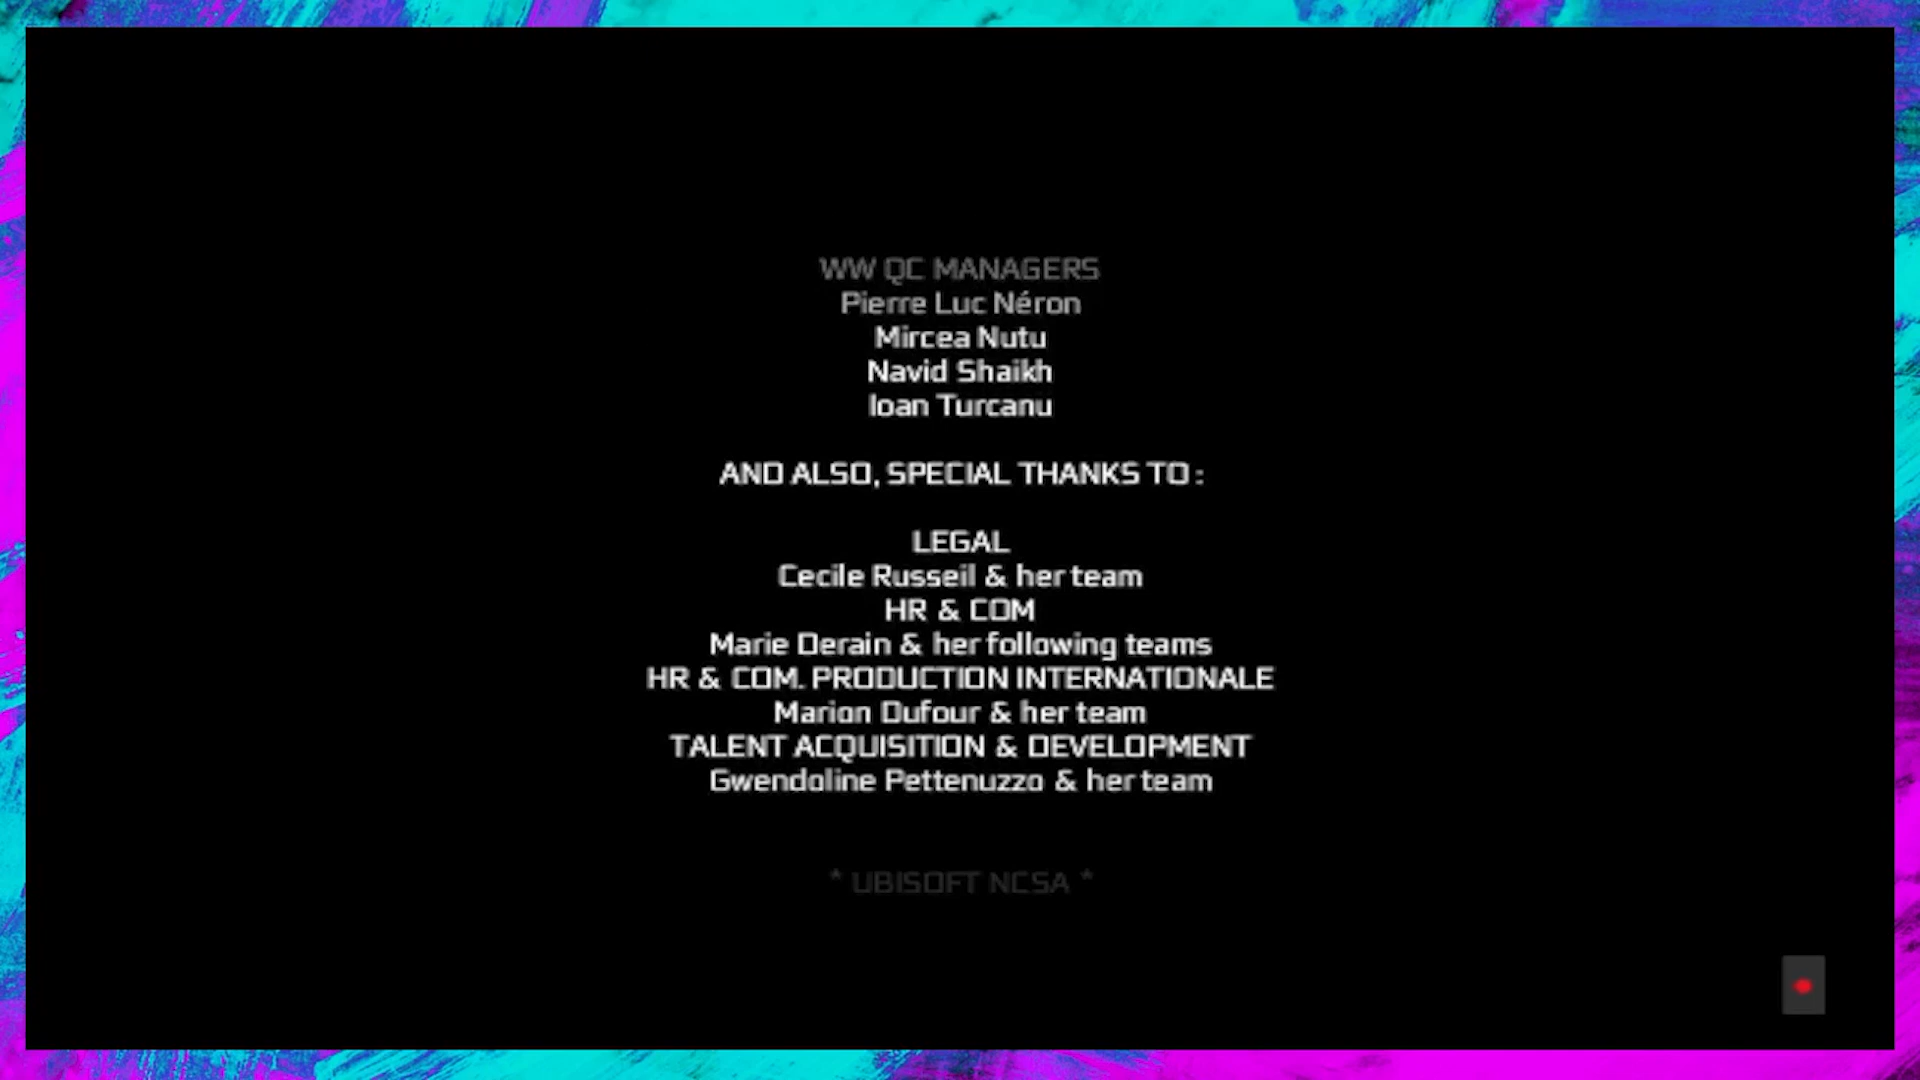 WW QC MANAGERS
Pierre Luc Néron
Mircea Nutu
Navid Shaikh
Ioan Turcanu
AND ALSO, SPECIAL THANKS TO :
LEGAL
Cecile Russeil & her team
HR & COM
Marie Derain & her following teams
HR & COM. PRODUCTION INTERNATIONALE
Marion Dufour & her team
TALENT ACQUISITION & DEVELOPMENT
Gwendoline Pettenuzzo & her team
* UBISOFT NCSA *